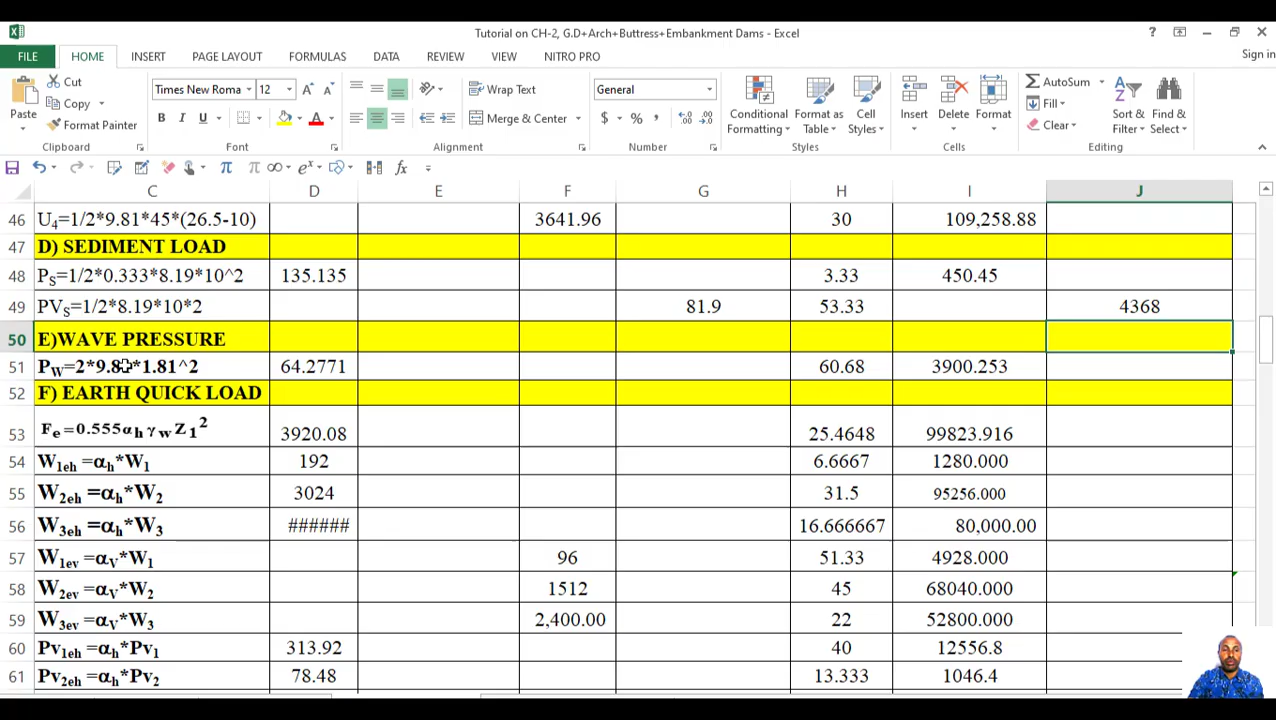 Tutorial on CH-2, G.D+Arch+Buttress+Embankment Dams - Excel
FILE HOME INSERT PAGE LAYOUT FORMULAS DATA REVIEW VIEW NITRO PRO Sign in
Cut Times New Roma 12 Wrap Text General AutoSum
Copy Fill
Paste Format Painter Merge & Center Conditional Formatting Format as Table Cell Styles Insert Delete Format Clear Sort & Filter Find & Select
Clipboard Font Alignment Number Styles Cells Editing
C D E F G H I J
46 U4=1/2*9.81*45*(26.5-10) 3641.96 30 109,258.88
47 D) SEDIMENT LOAD
48 PS=1/2*0.333*8.19*10^2 135.135 3.33 450.45
49 PVS=1/2*8.19*10*2 81.9 53.33 4368
50 E)WAVE PRESSURE
51 PW=2*9.8*1.81^2 64.2771 60.68 3900.253
52 F) EARTH QUICK LOAD
53 Fe=0.555αhγwZ1² 3920.08 25.4648 99823.916
54 W1eh =αh*W1 192 6.6667 1280.000
55 W2eh =αh*W2 3024 31.5 95256.000
56 W3eh =αh*W3 ###### 16.666667 80,000.00
57 W1ev =αV*W1 96 51.33 4928.000
58 W2ev =αV*W2 1512 45 68040.000
59 W3ev =αV*W3 2,400.00 22 52800.000
60 Pv1eh =αh*Pv1 313.92 40 12556.8
61 Pv2eh =αh*Pv2 78.48 13.333 1046.4